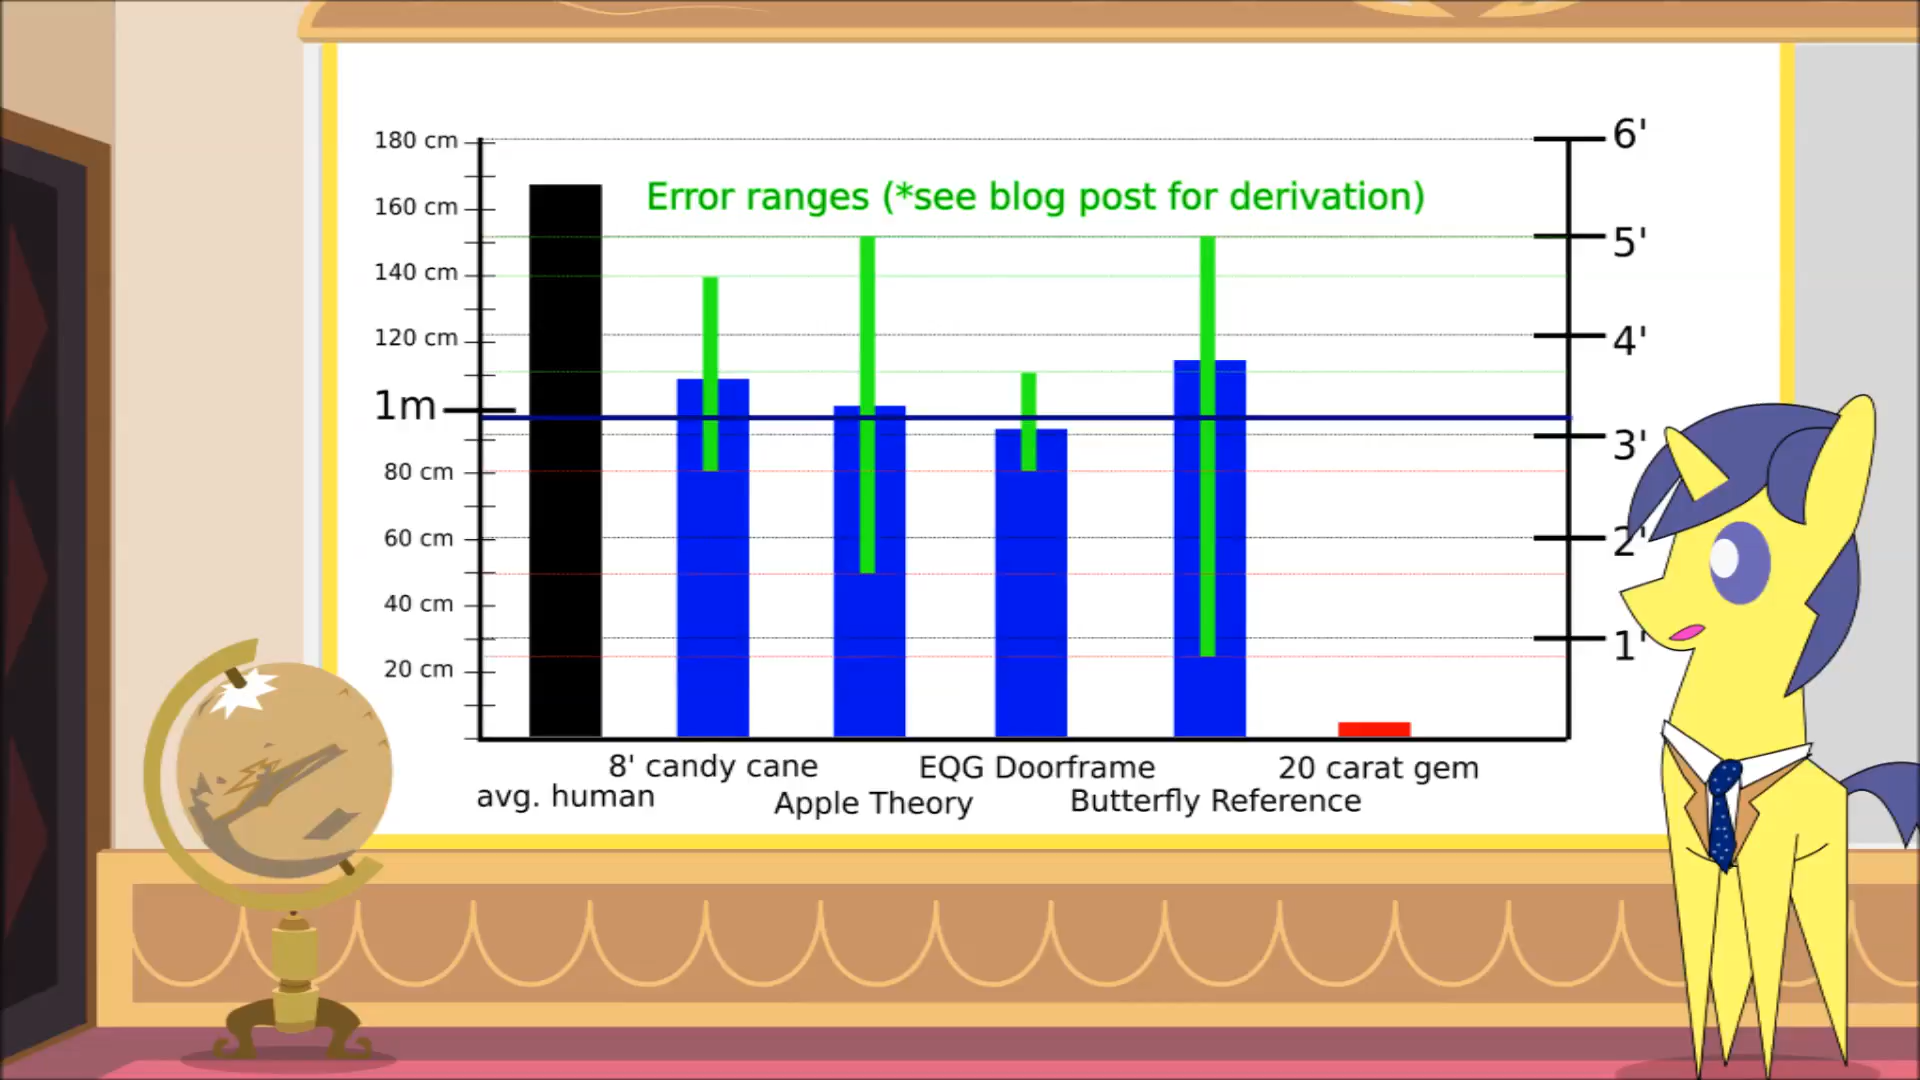 180 cm
160 cm
140 cm
120 cm
1m
80 cm
60 cm
40 cm
20 cm
Error ranges (*see blog post for derivation)
6'
5'
4'
3'
2'
1'
avg. human
8' candy cane
Apple Theory
EQG Doorframe
Butterfly Reference
20 carat gem